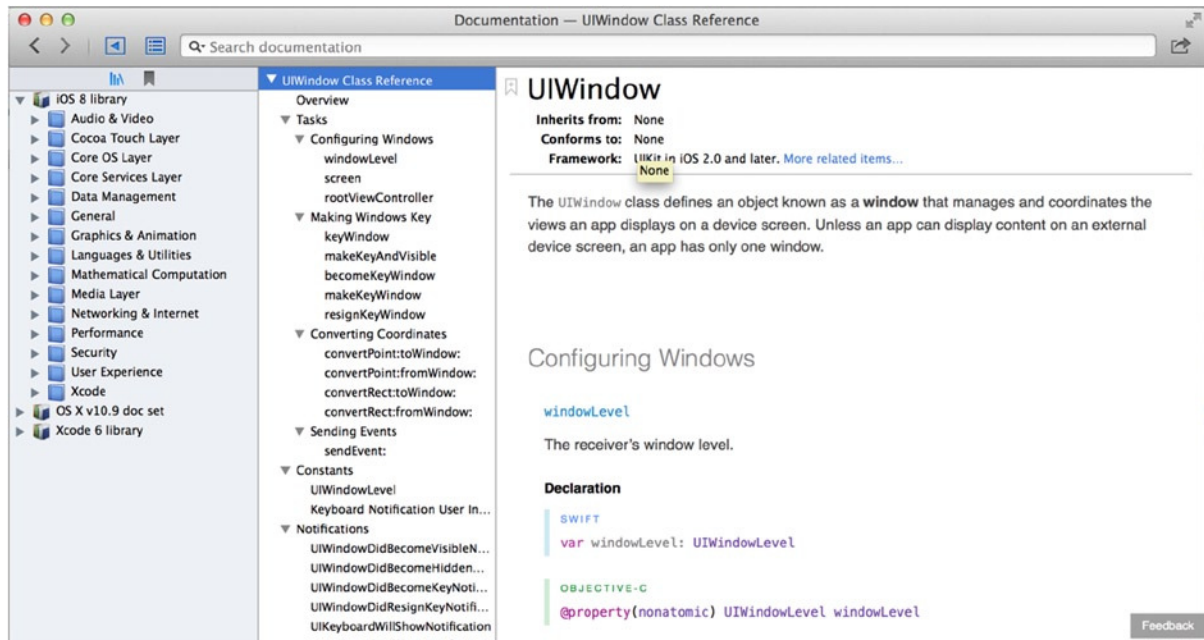 Documentation — UIWindow Class Reference
Search documentation
iOS 8 library
Audio & Video
Cocoa Touch Layer
Core OS Layer
Core Services Layer
Data Management
General
Graphics & Animation
Languages & Utilities
Mathematical Computation
Media Layer
Networking & Internet
Performance
Security
User Experience
Xcode
OS X v10.9 doc set
Xcode 6 library
UIWindow Class Reference
Overview
Tasks
Configuring Windows
windowLevel
screen
rootViewController
Making Windows Key
keyWindow
makeKeyAndVisible
becomeKeyWindow
makeKeyWindow
resignKeyWindow
Converting Coordinates
convertPoint:toWindow:
convertPoint:fromWindow:
convertRect:toWindow:
convertRect:fromWindow:
Sending Events
sendEvent:
Constants
UIWindowLevel
Keyboard Notification User In...
Notifications
UIWindowDidBecomeVisibleN...
UIWindowDidBecomeHidden...
UIWindowDidBecomeKeyNoti...
UIWindowDidResignKeyNotifi...
UIKeyboardWillShowNotification
UIWindow
Inherits from: None
Conforms to: None
Framework: UIKit in iOS 2.0 and later. More related items...
None
The UIWindow class defines an object known as a window that manages and coordinates the
views an app displays on a device screen. Unless an app can display content on an external
device screen, an app has only one window.
Configuring Windows
windowLevel
The receiver's window level.
Declaration
SWIFT
var windowLevel: UIWindowLevel
OBJECTIVE-C
@property(nonatomic) UIWindowLevel windowLevel
Feedback